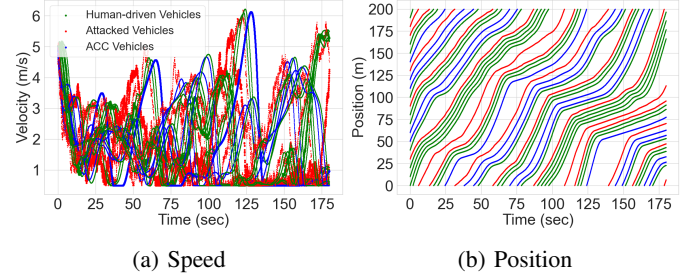 Human-driven Vehicles
Attacked Vehicles
ACC Vehicles
Velocity (m/s)
6
5
4
3
2
1
0 25 50 75 100 125 150 175
Time (sec)
(a) Speed
Position (m)
200
175
150
125
100
75
50
25
0
0 25 50 75 100 125 150 175
Time (sec)
(b) Position